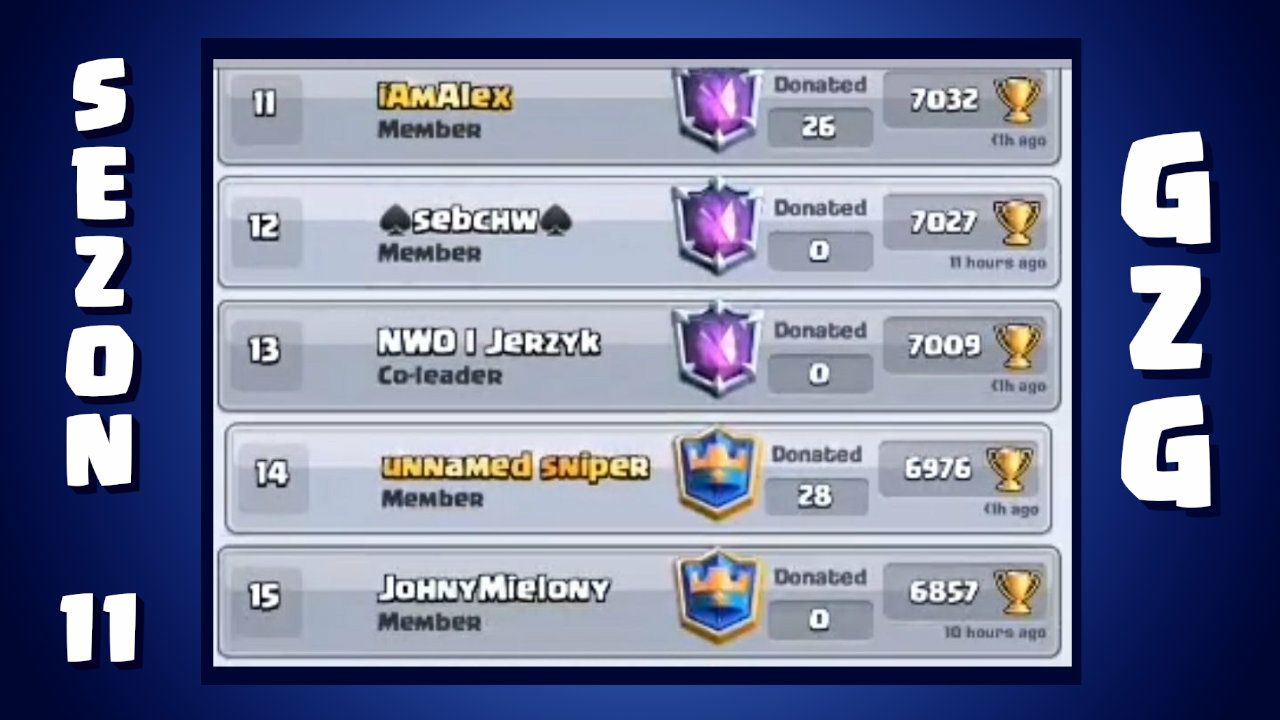 SEZON
11
11
iAmAlex
Member
Donated
26
7032
<1h ago
12
♠sebcHW♠
Member
Donated
0
7027
11 hours ago
13
NWO | Jerzyk
Co-leader
Donated
0
7009
<1h ago
14
unnamed sniper
Member
Donated
28
6976
<1h ago
15
JohnyMielony
Member
Donated
0
6857
10 hours ago
GZG